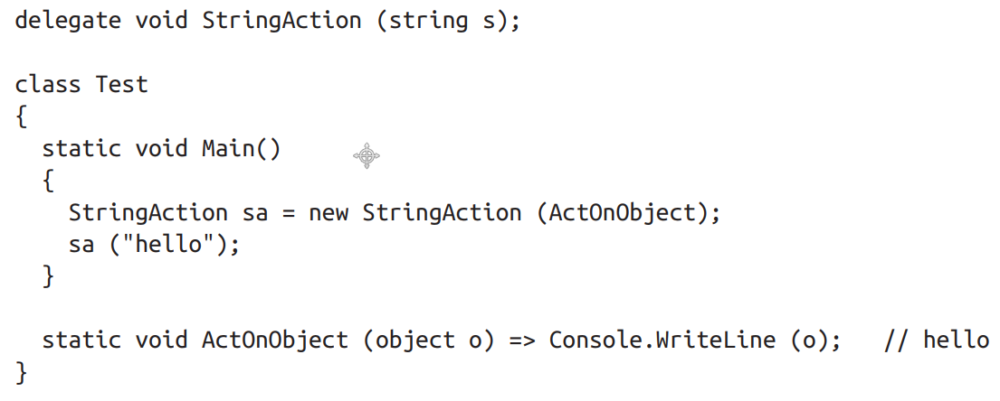 delegate void StringAction (string s);
class Test
{
static void Main()
{
StringAction sa = new StringAction (ActOnObject);
sa ("hello");
}
static void ActOnObject (object o) => Console.WriteLine (o);   // hello
}